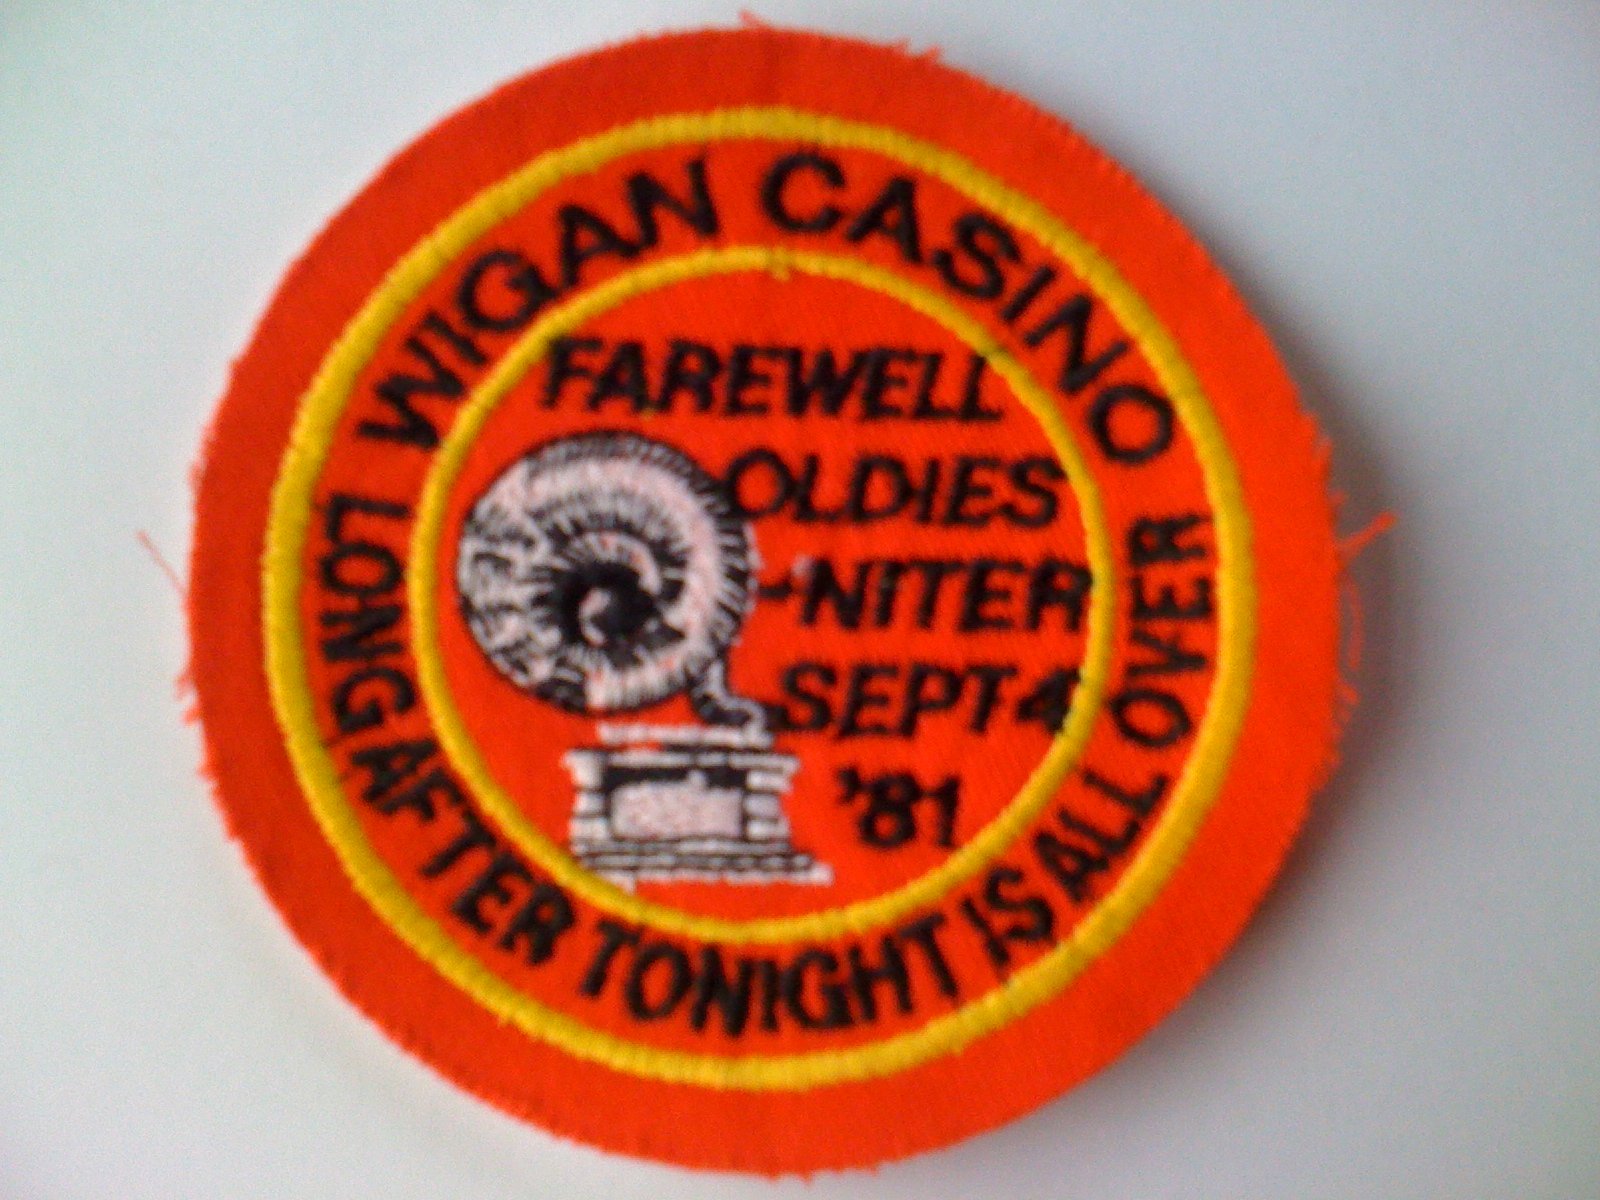 WIGAN CASINO
FAREWELL
OLDIES
-'NITER
SEPT 4
'81
LONG AFTER TONIGHT IS ALL OVER